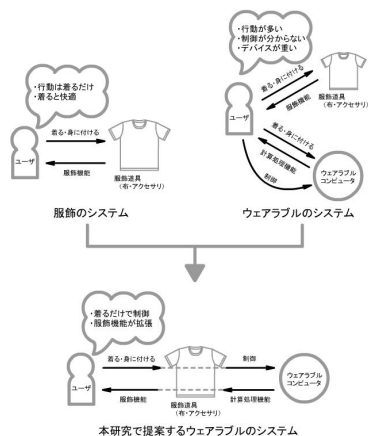 ・行動は着るだけ
・着ると快適
ユーザ
着る・身に付ける
服飾機能
服飾道具
(布・アクセサリ)
服飾のシステム
・行動が多い
・制御が分からない
・デバイスが重い
ユーザ
着る・身に付ける
服飾機能
服飾道具
(布・アクセサリ)
着る・身に付ける
計算処理機能
制御
ウェアラブル
コンピュータ
ウェアラブルのシステム
・着るだけで制御
・服飾機能が拡張
ユーザ
着る・身に付ける
制御
服飾機能
計算処理機能
服飾道具
(布・アクセサリ)
ウェアラブル
コンピュータ
本研究で提案するウェアラブルのシステム